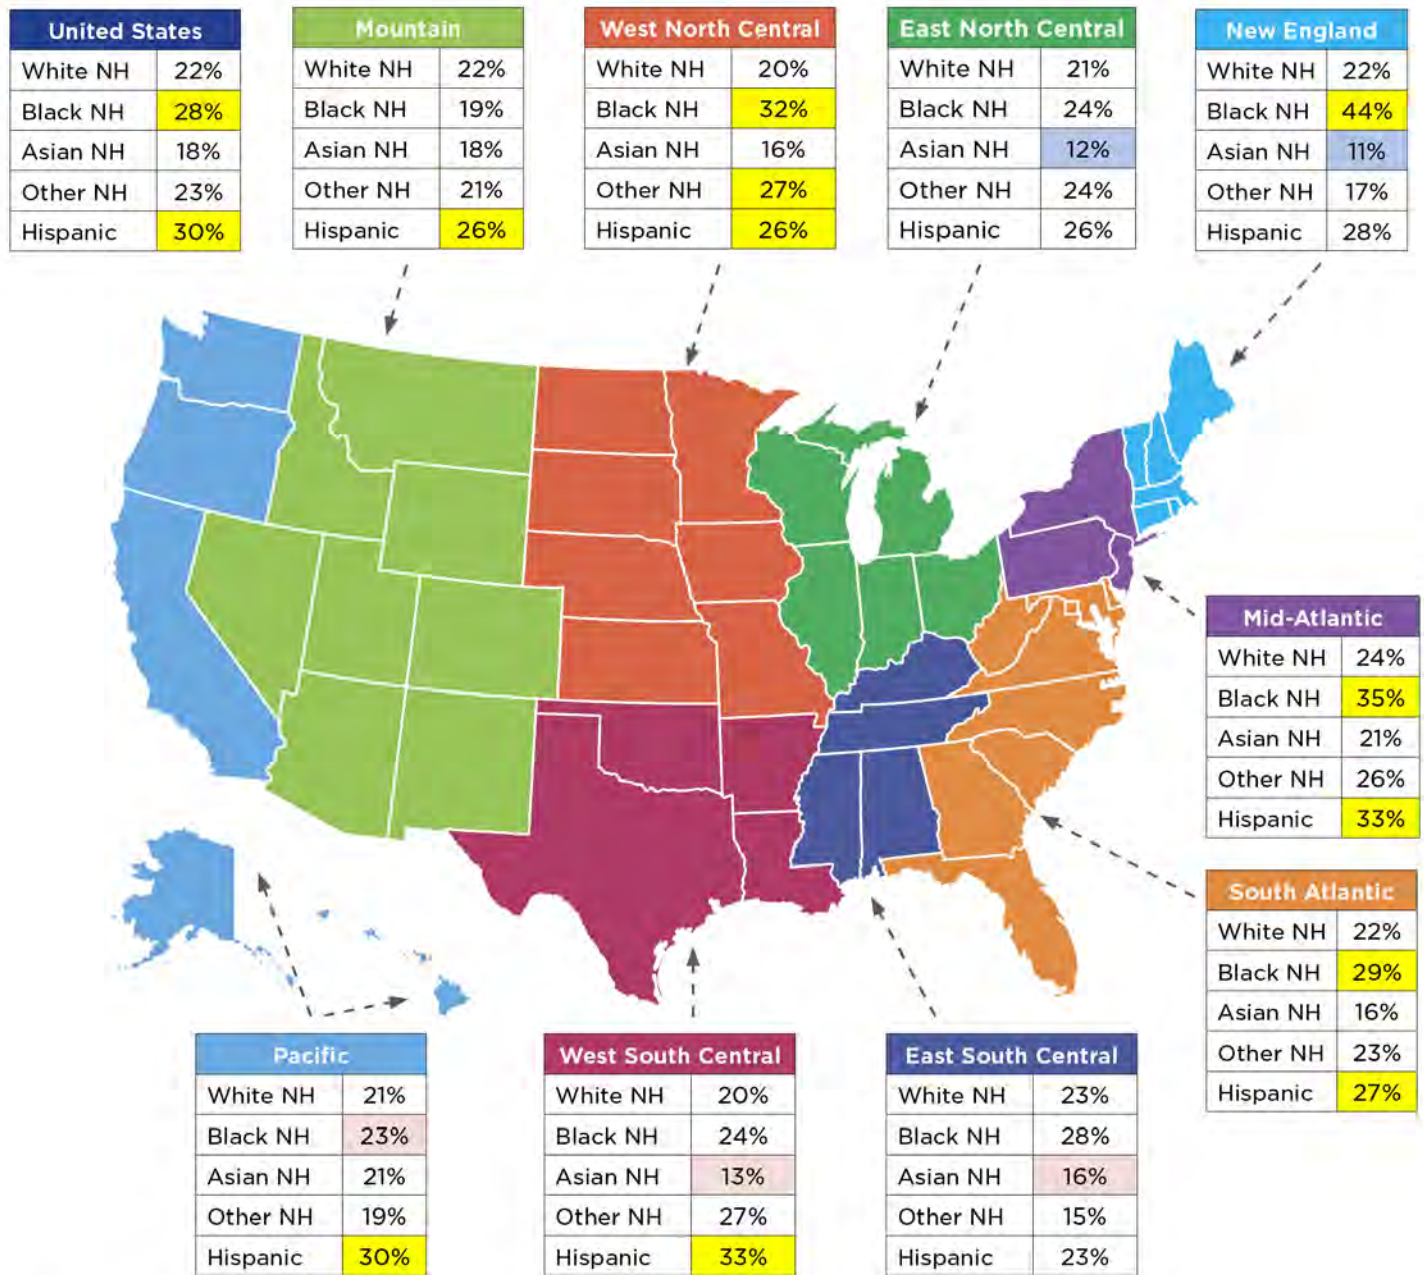 United States
White NH 22%
Black NH 28%
Asian NH 18%
Other NH 23%
Hispanic 30%
Mountain
White NH 22%
Black NH 19%
Asian NH 18%
Other NH 21%
Hispanic 26%
West North Central
White NH 20%
Black NH 32%
Asian NH 16%
Other NH 27%
Hispanic 26%
East North Central
White NH 21%
Black NH 24%
Asian NH 12%
Other NH 24%
Hispanic 26%
New England
White NH 22%
Black NH 44%
Asian NH 11%
Other NH 17%
Hispanic 28%
Mid-Atlantic
White NH 24%
Black NH 35%
Asian NH 21%
Other NH 26%
Hispanic 33%
South Atlantic
White NH 22%
Black NH 29%
Asian NH 16%
Other NH 23%
Hispanic 27%
Pacific
White NH 21%
Black NH 23%
Asian NH 21%
Other NH 19%
Hispanic 30%
West South Central
White NH 20%
Black NH 24%
Asian NH 13%
Other NH 27%
Hispanic 33%
East South Central
White NH 23%
Black NH 28%
Asian NH 16%
Other NH 15%
Hispanic 23%